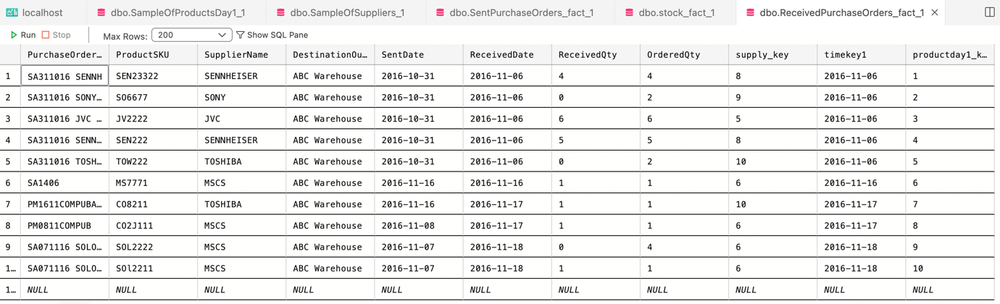 localhost dbo.SampleOfProductsDay1_1 dbo.SampleOfSuppliers_1 dbo.SentPurchaseOrders_fact_1 dbo.stock_fact_1 dbo.ReceivedPurchaseOrders_fact_1
Run Stop Max Rows: 200 Show SQL Pane
PurchaseOrder… ProductSKU SupplierName DestinationOu… SentDate ReceivedDate ReceivedQty OrderedQty supply_key timekey1 productday1_k…
1 SA311016 SENNH SEN23322 SENNHEISER ABC Warehouse 2016-10-31 2016-11-06 4 4 8 2016-11-06 1
2 SA311016 SONY… SO6677 SONY ABC Warehouse 2016-10-31 2016-11-06 0 2 9 2016-11-06 2
3 SA311016 JVC … JV2222 JVC ABC Warehouse 2016-10-31 2016-11-06 6 6 5 2016-11-06 3
4 SA311016 SENN… SEN222 SENNHEISER ABC Warehouse 2016-10-31 2016-11-06 5 5 8 2016-11-06 4
5 SA311016 TOSH… TOW222 TOSHIBA ABC Warehouse 2016-10-31 2016-11-06 0 2 10 2016-11-06 5
6 SA1406 MS7771 MSCS ABC Warehouse 2016-11-16 2016-11-16 1 1 6 2016-11-16 6
7 PM1611COMPUBA… CO8211 TOSHIBA ABC Warehouse 2016-11-16 2016-11-17 1 1 10 2016-11-17 7
8 PM0811COMPUB CO2J111 MSCS ABC Warehouse 2016-11-08 2016-11-17 1 1 6 2016-11-17 8
9 SA071116 SOLO… SOL2222 MSCS ABC Warehouse 2016-11-07 2016-11-18 0 4 6 2016-11-18 9
1… SA071116 SOLO… SOl2211 MSCS ABC Warehouse 2016-11-07 2016-11-18 1 1 6 2016-11-18 10
1… NULL NULL NULL NULL NULL NULL NULL NULL NULL NULL NULL